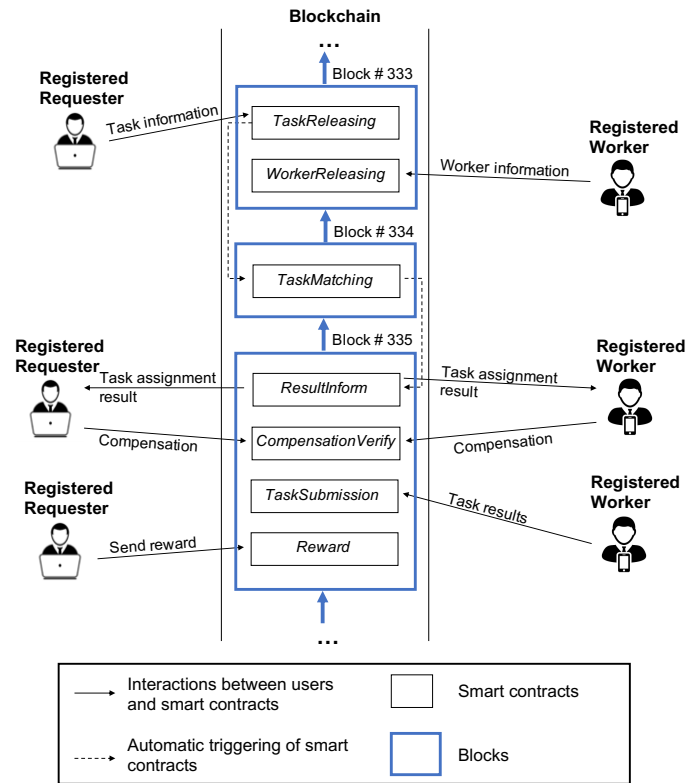 Blockchain
...
Block # 333
Registered
Requester
Task information
TaskReleasing
Registered
Worker
WorkerReleasing
Worker information
Block # 334
TaskMatching
Block # 335
Registered
Requester
Registered
Worker
Task assignment
result
ResultInform
Task assignment
result
Compensation
CompensationVerify
Compensation
Registered
Requester
TaskSubmission
Task results
Registered
Worker
Send reward
Reward
...
Interactions between users
and smart contracts
Smart contracts
Automatic triggering of smart
contracts
Blocks